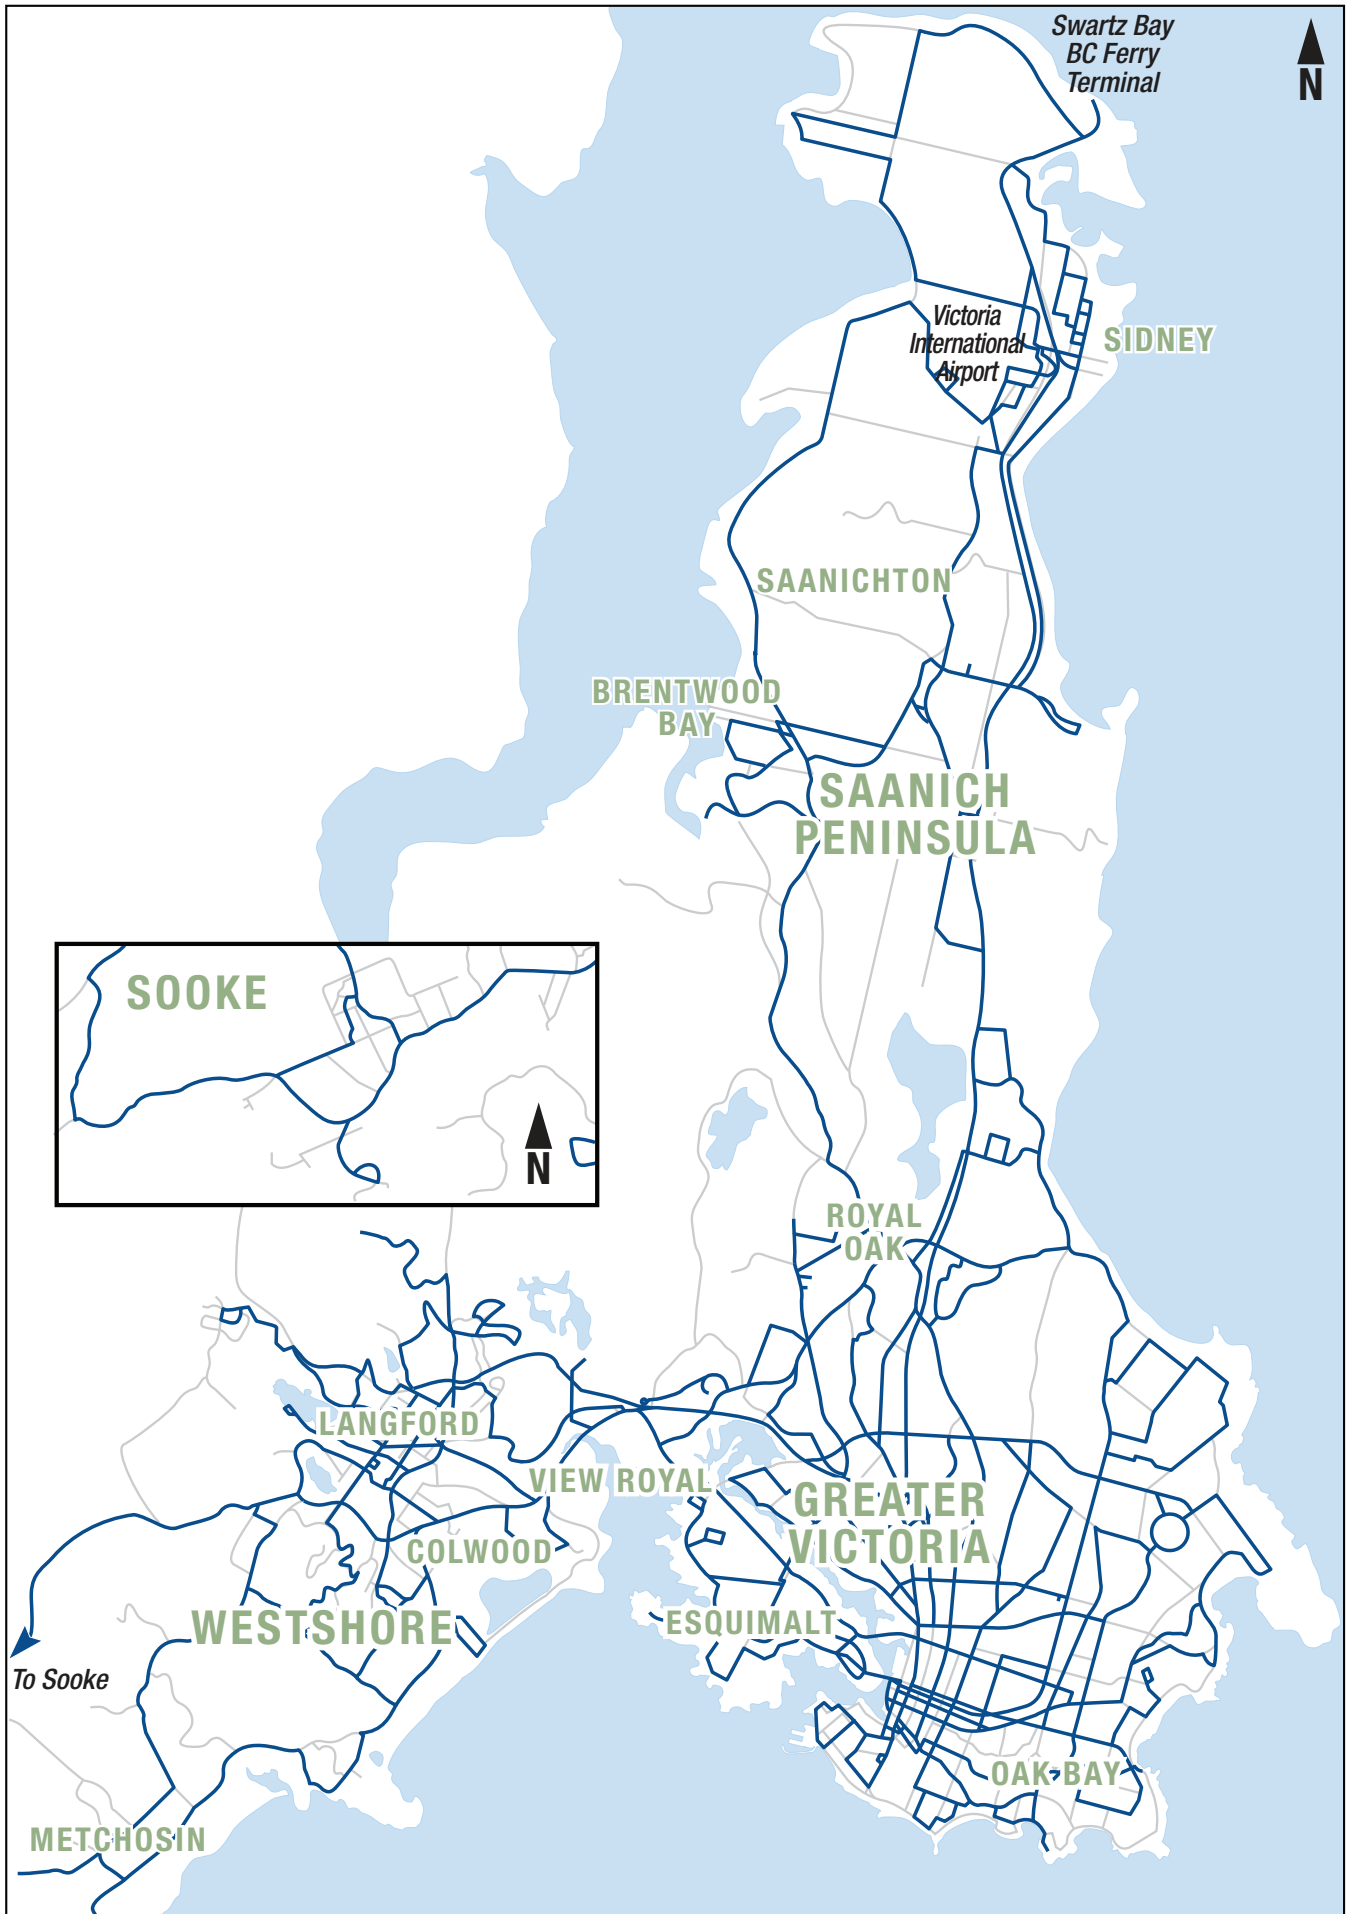 Swartz Bay
BC Ferry
Terminal
N
Victoria
International
Airport
SIDNEY
SAANICHTON
BRENTWOOD
BAY
SAANICH
PENINSULA
SOOKE
N
ROYAL
OAK
LANGFORD
VIEW ROYAL
GREATER
VICTORIA
COLWOOD
ESQUIMALT
WESTSHORE
To Sooke
OAK BAY
METCHOSIN